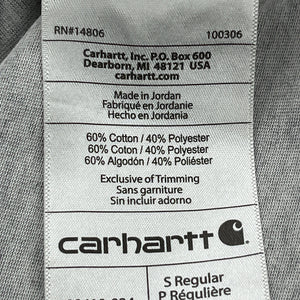 RN#14806 100306
Carhartt, Inc. P.O. Box 600
Dearborn, MI 48121 USA
carhartt.com
Made in Jordan
Fabriqué en Jordanie
Hecho en Jordania
60% Cotton / 40% Polyester
60% Coton / 40% Polyester
60% Algodón / 40% Poliéster
Exclusive of Trimming
Sans garniture
Sin incluir adorno
carhartt
S Regular
P Régulière